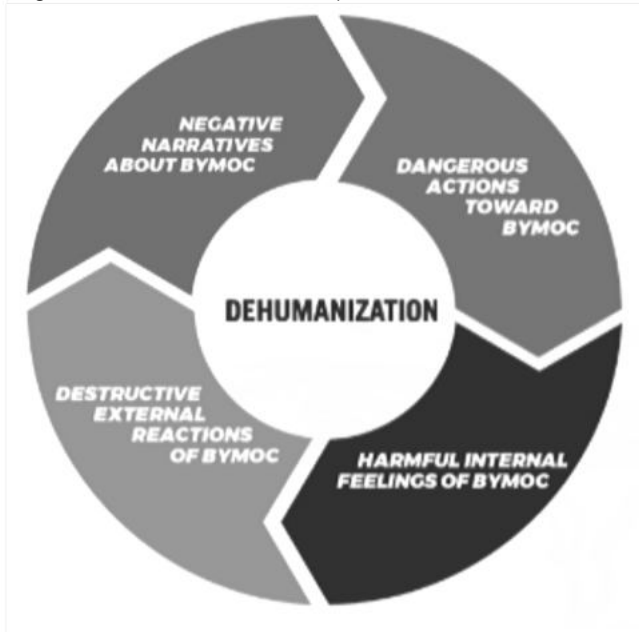 NEGATIVE
NARRATIVES
ABOUT BYMOC
DANGEROUS
ACTIONS
TOWARD
BYMOC
DEHUMANIZATION
HARMFUL INTERNAL
FEELINGS OF BYMOC
DESTRUCTIVE
EXTERNAL
REACTIONS
OF BYMOC